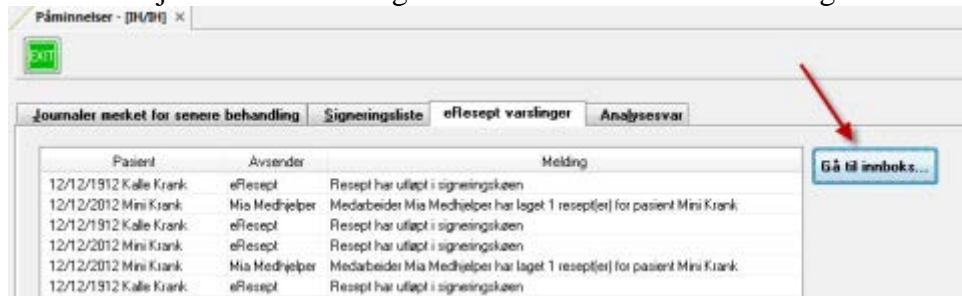 Påminnelser - [IH/IH] ×
EXIT
Journaler merket for senere behandling Signeringsliste eResept varslinger Analysesvar
Pasient Avsender Melding
Gå til innboks...
12/12/1912 Kalle Krank eResept Resept har utløpt i signeringskøen
12/12/2012 Mini Krank Mia Medhjelper Medarbeider Mia Medhjelper har laget 1 resept(er) for pasient Mini Krank
12/12/1912 Kalle Krank eResept Resept har utløpt i signeringskøen
12/12/2012 Mini Krank eResept Resept har utløpt i signeringskøen
12/12/2012 Mini Krank Mia Medhjelper Medarbeider Mia Medhjelper har laget 1 resept(er) for pasient Mini Krank
12/12/1912 Kalle Krank eResept Resept har utløpt i signeringskøen